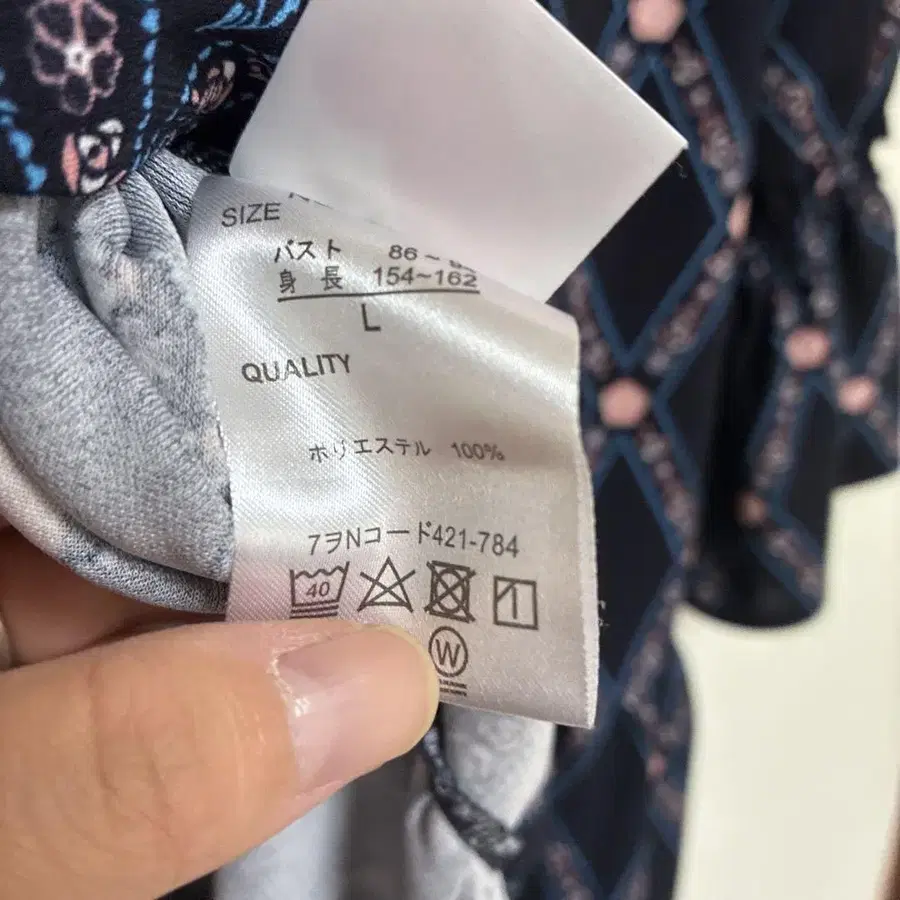 SIZE
バスト 86~
身長 154~162
L
QUALITY
ポリエステル 100%
7ヲNコード421-784
40
W